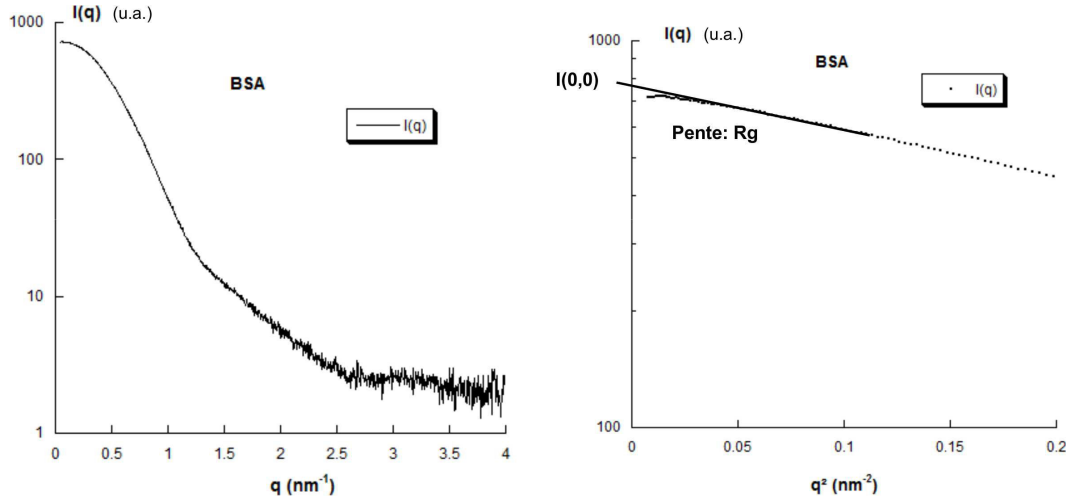 I(q) (u.a.)
1000
BSA
I(q)
100
10
1
0 0.5 1 1.5 2 2.5 3 3.5 4
q (nm⁻¹)
I(q) (u.a.)
1000
BSA
I(0,0)
I(q)
Pente: Rg
100
0 0.05 0.1 0.15 0.2
q² (nm⁻²)